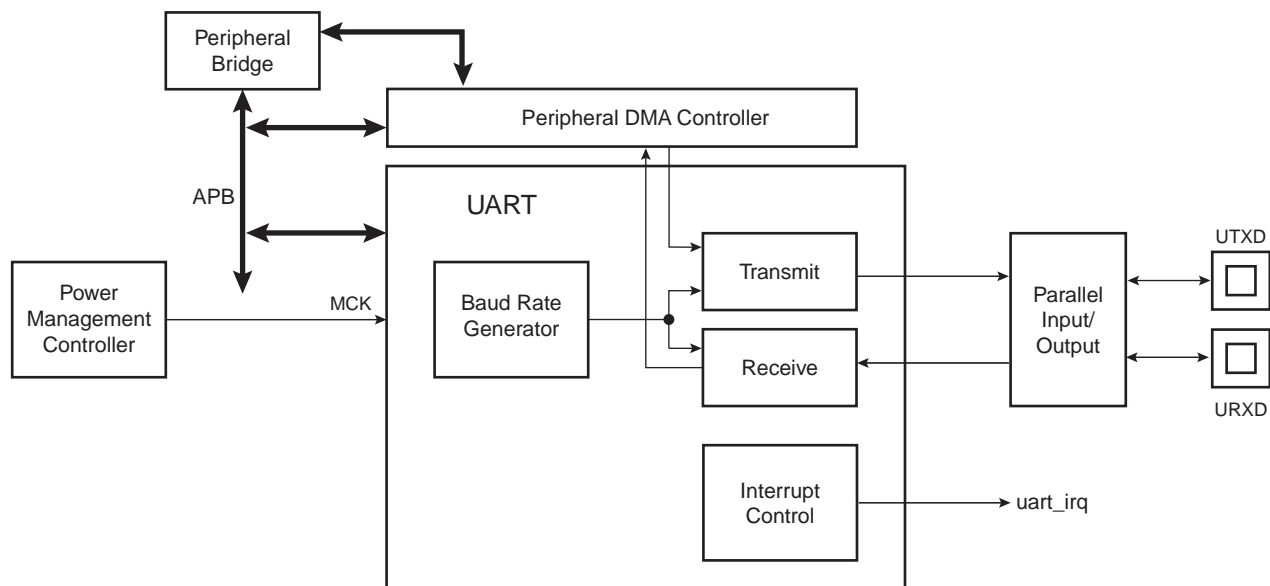 Peripheral
Bridge
Peripheral DMA Controller
APB
UART
UTXD
Power
Management
Controller
MCK
Baud Rate
Generator
Transmit
Parallel
Input/
Output
Receive
URXD
Interrupt
Control
uart_irq